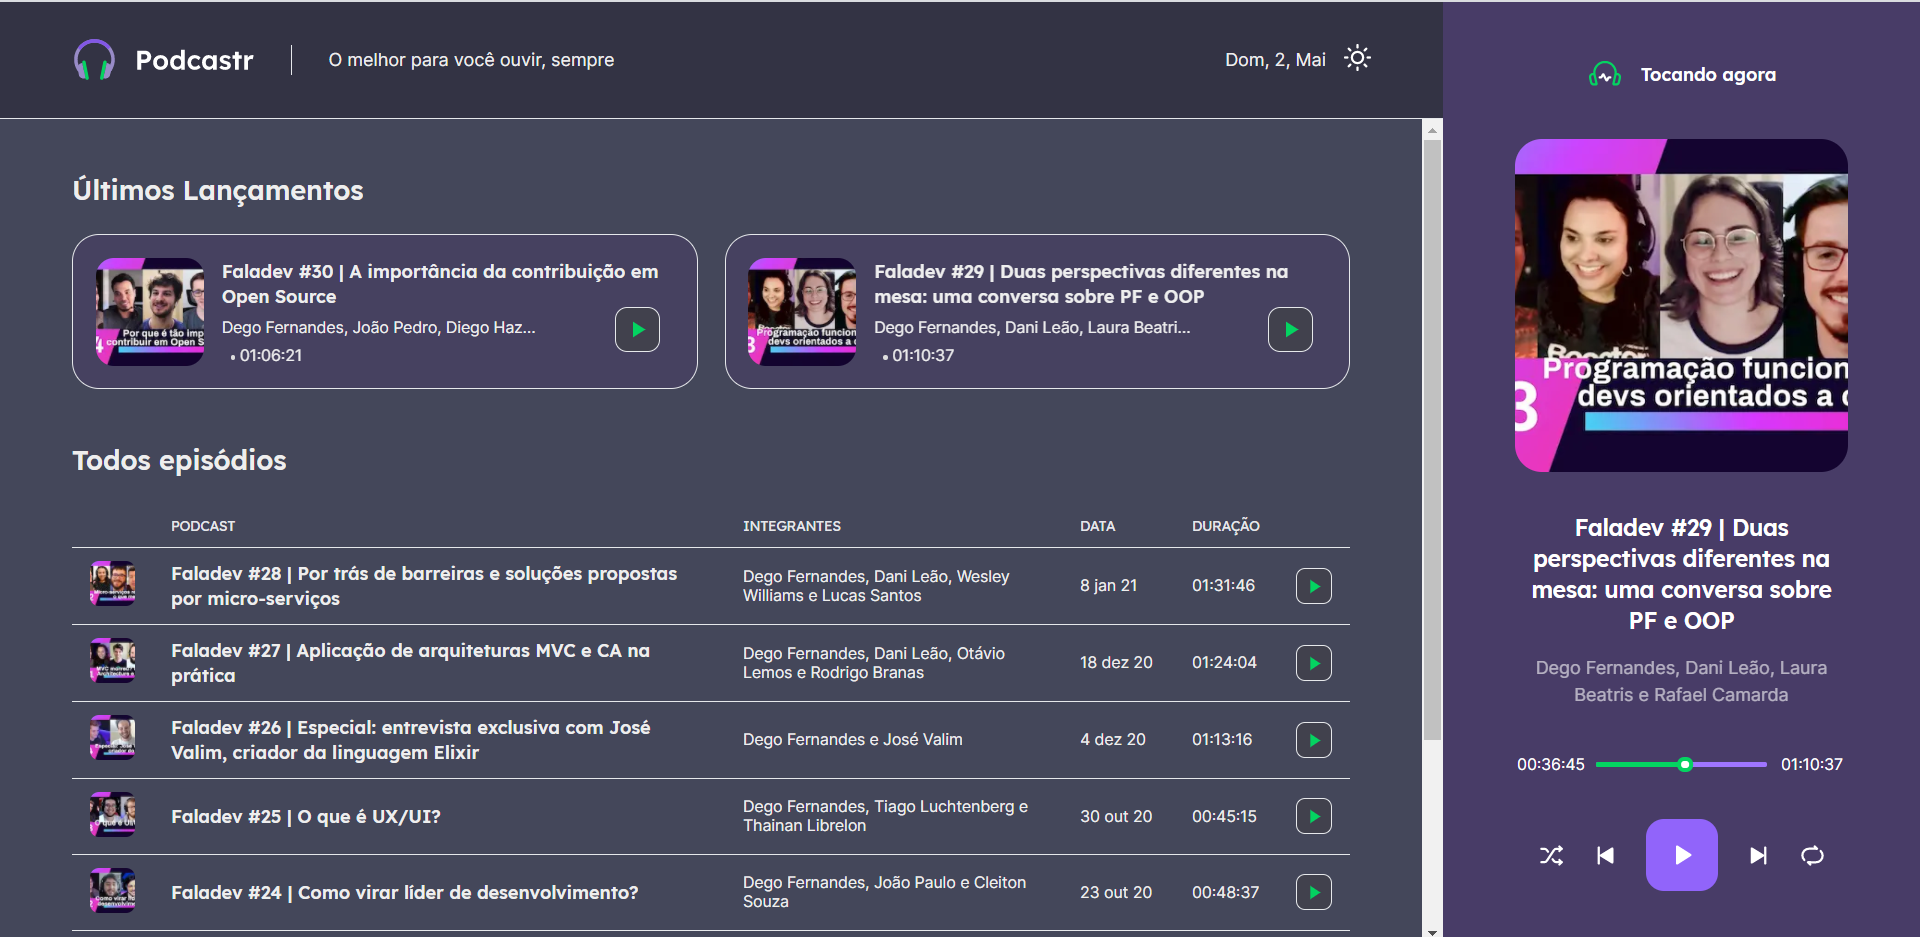 Podcastr
O melhor para você ouvir, sempre
Dom, 2, Mai
Últimos Lançamentos
Por que é tão imp
contribuir em Open S
Faladev #30 | A importância da contribuição em
Open Source
Dego Fernandes, João Pedro, Diego Haz...
• 01:06:21
Programação funcion
devs orientados a
Faladev #29 | Duas perspectivas diferentes na
mesa: uma conversa sobre PF e OOP
Dego Fernandes, Dani Leão, Laura Beatri...
• 01:10:37
Todos episódios
PODCAST INTEGRANTES DATA DURAÇÃO
Faladev #28 | Por trás de barreiras e soluções propostas
por micro-serviços
Dego Fernandes, Dani Leão, Wesley
Williams e Lucas Santos
8 jan 21
01:31:46
Faladev #27 | Aplicação de arquiteturas MVC e CA na
prática
Dego Fernandes, Dani Leão, Otávio
Lemos e Rodrigo Branas
18 dez 20
01:24:04
Faladev #26 | Especial: entrevista exclusiva com José
Valim, criador da linguagem Elixir
Dego Fernandes e José Valim
4 dez 20
01:13:16
Faladev #25 | O que é UX/UI?
Dego Fernandes, Tiago Luchtenberg e
Thainan Librelon
30 out 20
00:45:15
Faladev #24 | Como virar líder de desenvolvimento?
Dego Fernandes, João Paulo e Cleiton
Souza
23 out 20
00:48:37
Tocando agora
Programação funcion
3 devs orientados a
Faladev #29 | Duas
perspectivas diferentes na
mesa: uma conversa sobre
PF e OOP
Dego Fernandes, Dani Leão, Laura
Beatris e Rafael Camarda
00:36:45
01:10:37